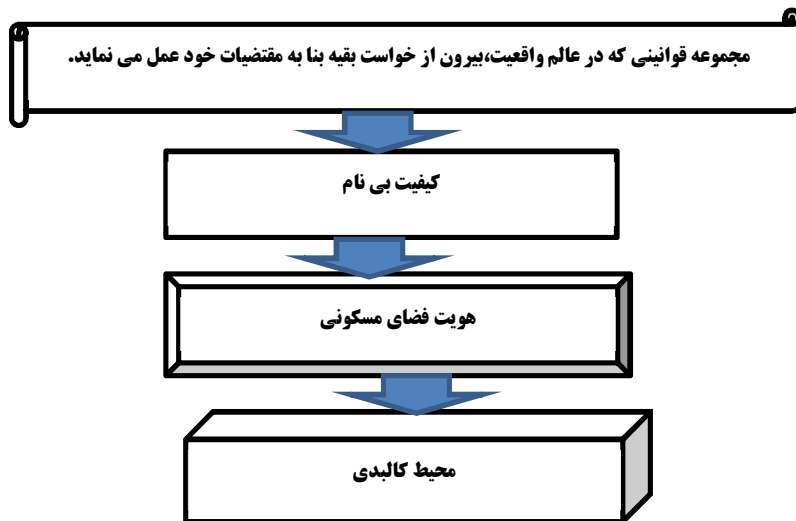 مجموعه قوانینی که در عالم واقعیت،بیرون از خواست بقیه بنا به مقتضیات خود عمل می نماید.
کیفیت بی نام
هویت فضای مسکونی
محیط کالبدی